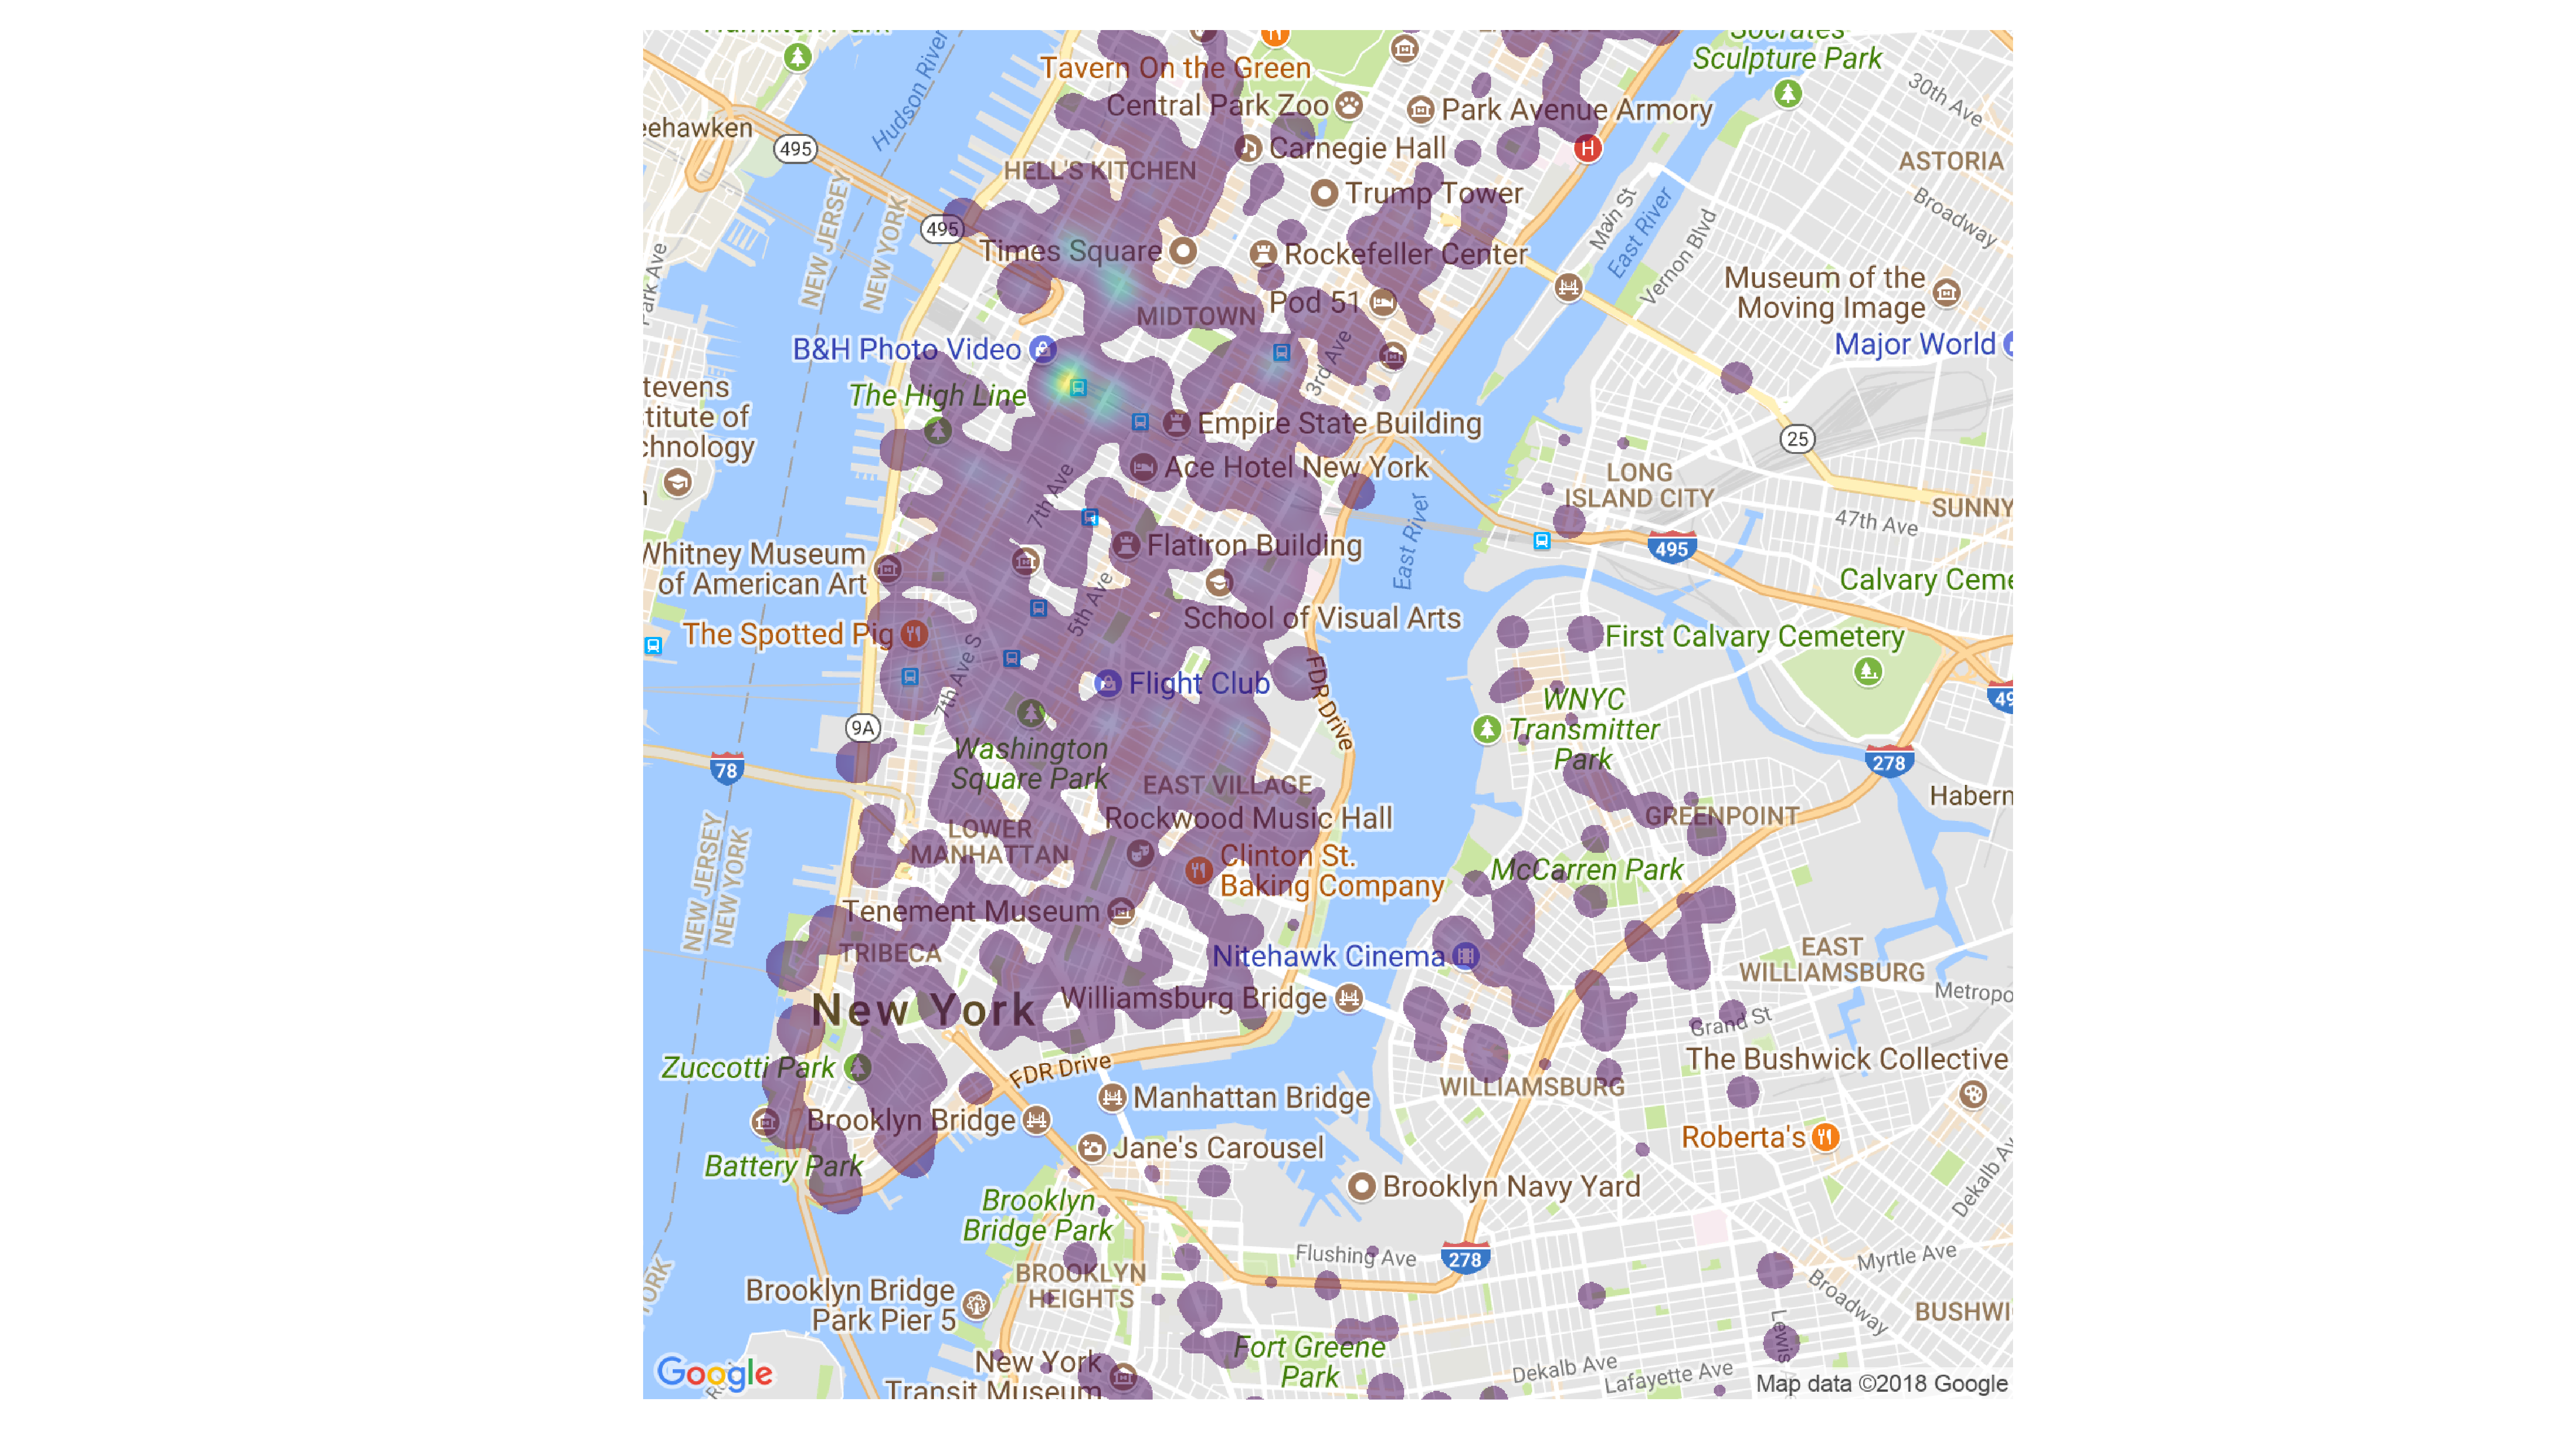 Hudson River
Socrates
Sculpture Park
Tavern On the Green
Central Park Zoo
Park Avenue Armory
30th Ave
eehawken
495
Carnegie Hall
H
ASTORIA
HELL'S KITCHEN
Trump Tower
Main St
East River
Broadway
NEW JERSEY
NEW YORK
495
Times Square
Rockefeller Center
Vernon Blvd
Park Ave
Museum of the
Moving Image
Pod 51
MIDTOWN
B&H Photo Video
3rd Ave
Major World
tevens
titute of
chnology
The High Line
Empire State Building
25
Ace Hotel New York
LONG
ISLAND CITY
7th Ave
East River
SUNNY
47th Ave
Whitney Museum
of American Art
Flatiron Building
495
Calvary Ceme
5th Ave
School of Visual Arts
The Spotted Pig
First Calvary Cemetery
7th Ave S
Flight Club
FDR Drive
WNYC
Transmitter
Park
49
9A
78
Washington
Square Park
278
EAST VILLAGE
Habern
Rockwood Music Hall
GREENPOINT
LOWER
MANHATTAN
Clinton St.
Baking Company
McCarren Park
NEW JERSEY
NEW YORK
Tenement Museum
TRIBECA
Nitehawk Cinema
EAST
WILLIAMSBURG
New York
Williamsburg Bridge
Metropo
Grand St
Zuccotti Park
FDR Drive
The Bushwick Collective
WILLIAMSBURG
Manhattan Bridge
Brooklyn Bridge
Jane's Carousel
Roberta's
Battery Park
Brooklyn Navy Yard
Dekalb Av
Brooklyn
Bridge Park
Flushing Ave
278
Myrtle Ave
BROOKLYN
HEIGHTS
YORK
Brooklyn Bridge
Park Pier 5
Broadway
BUSHWI
Lewis A
Fort Greene
Park
New York
Transit Museum
Dekalb Ave
Lafayette Ave
Google
Map data ©2018 Google